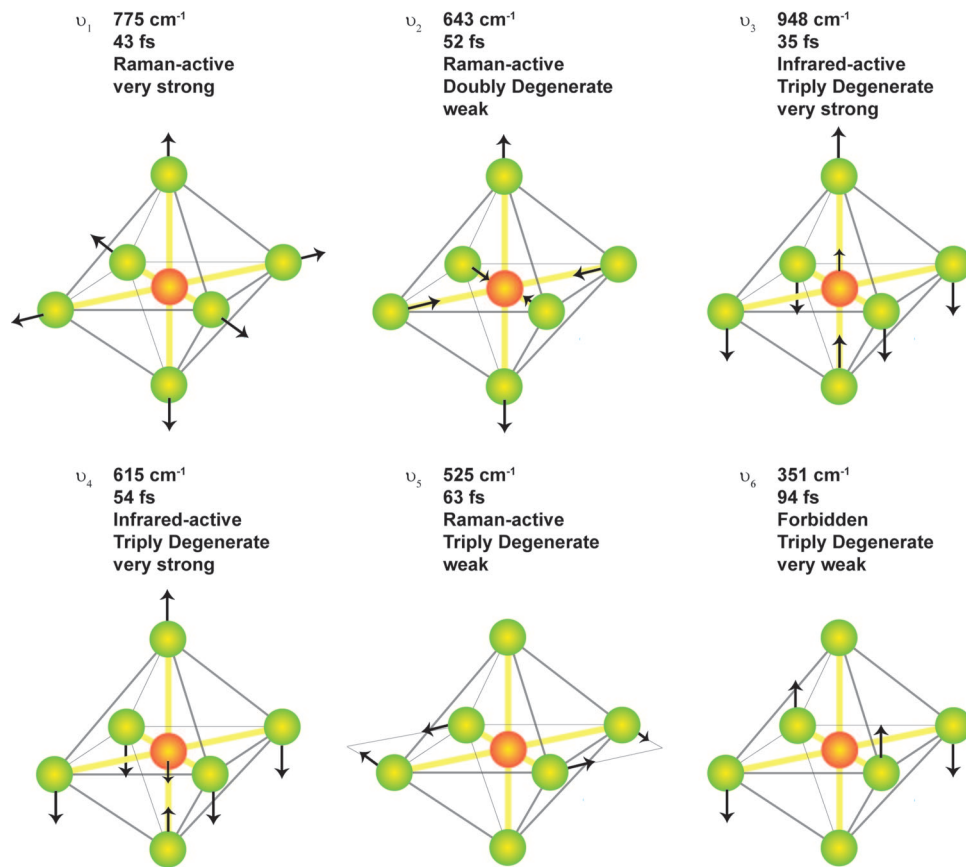 υ₁ 775 cm⁻¹
43 fs
Raman-active
very strong
υ₂ 643 cm⁻¹
52 fs
Raman-active
Doubly Degenerate
weak
υ₃ 948 cm⁻¹
35 fs
Infrared-active
Triply Degenerate
very strong
υ₄ 615 cm⁻¹
54 fs
Infrared-active
Triply Degenerate
very strong
υ₅ 525 cm⁻¹
63 fs
Raman-active
Triply Degenerate
weak
υ₆ 351 cm⁻¹
94 fs
Forbidden
Triply Degenerate
very weak